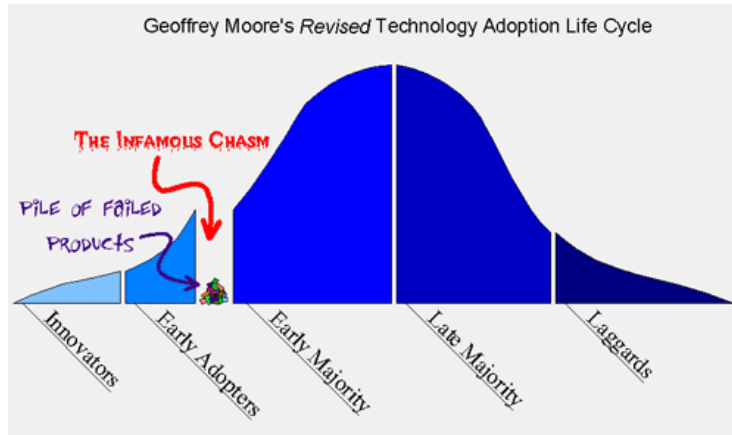 Geoffrey Moore's Revised Technology Adoption Life Cycle
The Infamous Chasm
Pile of Failed
Products
Innovators
Early Adopters
Early Majority
Late Majority
Laggards